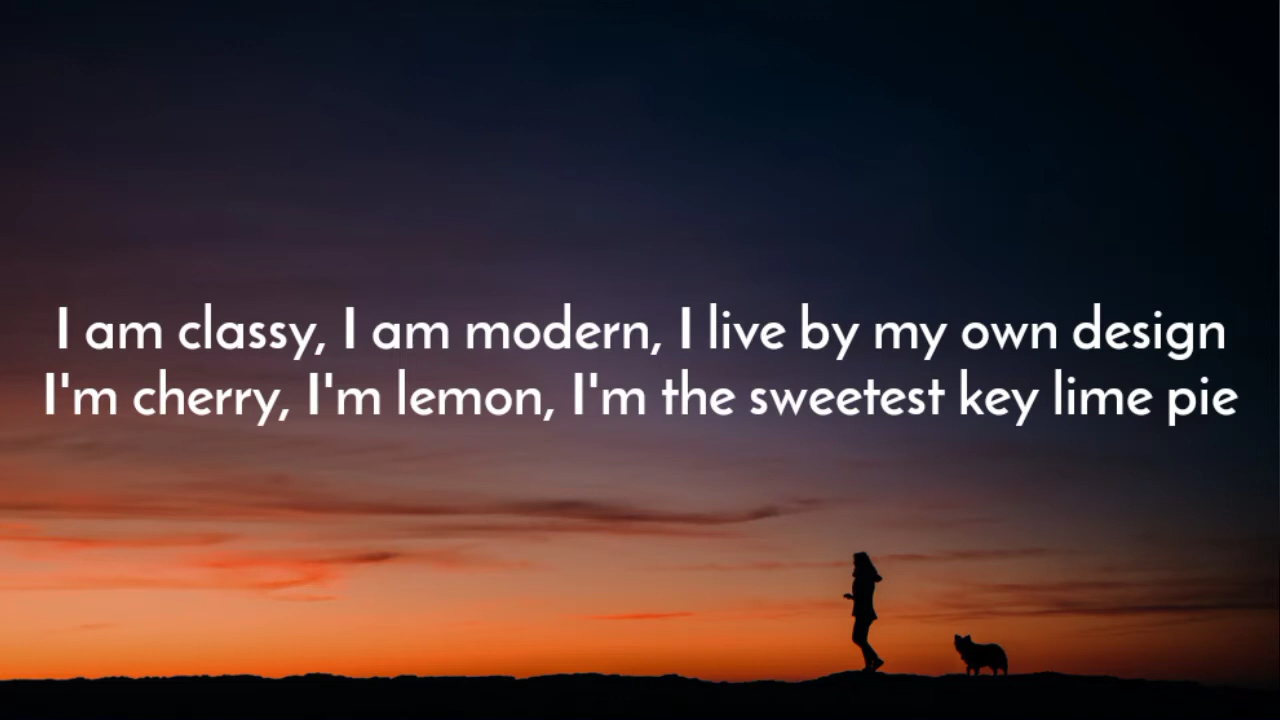 I am classy, I am modern, I live by my own design
I'm cherry, I'm lemon, I'm the sweetest key lime pie